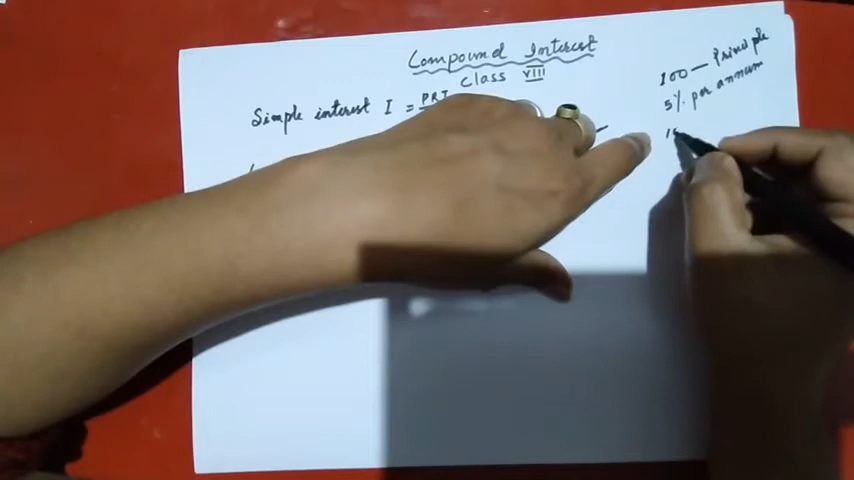 Compound Interest
Class VIII
Simple interest I = PRT
100 — Principle
5% per annum